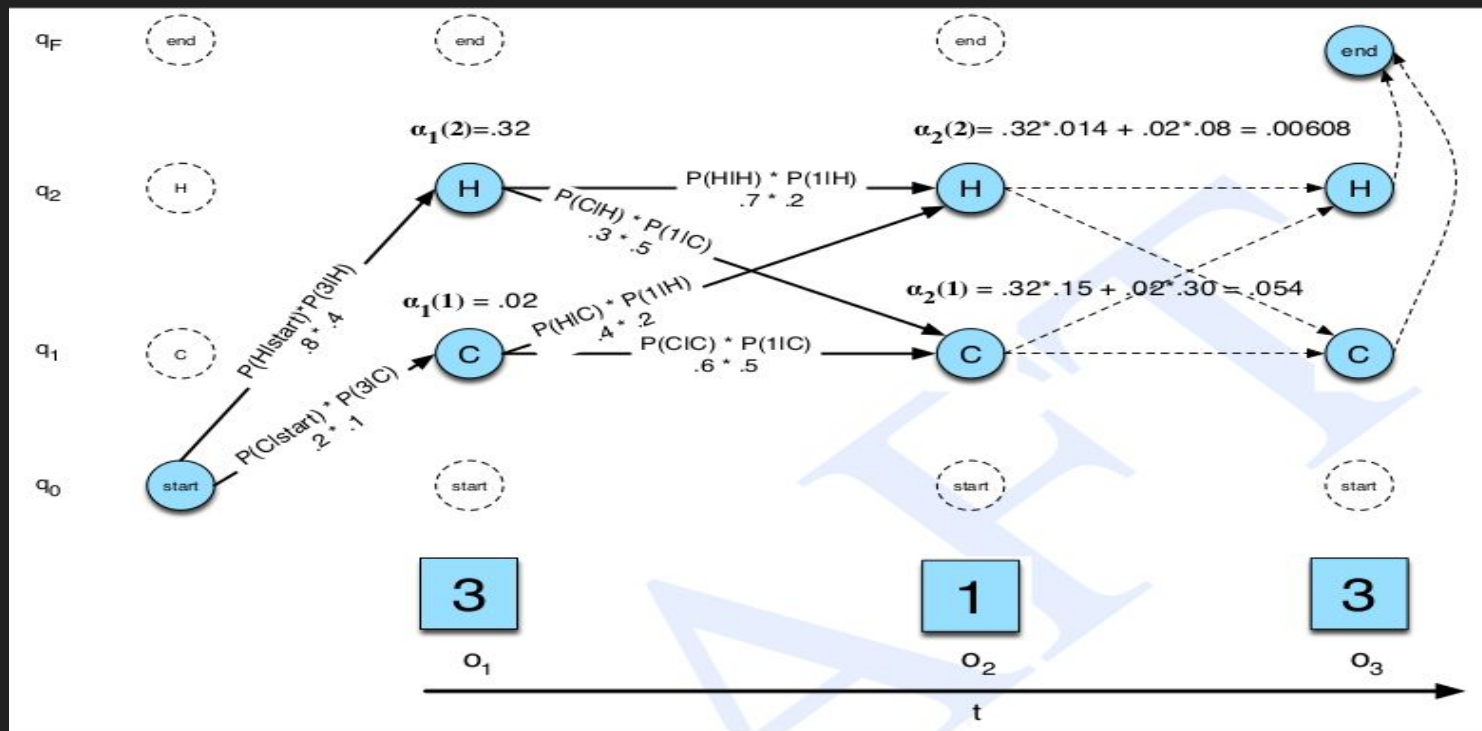 qF end end end end
α1(2)=.32 α2(2)= .32*.014 + .02*.08 = .00608
q2 H H H H
P(H|H) * P(1|H)
.7 * .2
P(C|H) * P(1|C)
.3 * .5
P(H|start)*P(3|H)
.8 * .4
α1(1) = .02 α2(1) = .32*.15 + .02*.30 = .054
P(H|C) * P(1|H)
.4 * .2
q1 C C C C
P(C|C) * P(1|C)
.6 * .5
P(C|start) * P(3|C)
.2 * .1
q0 start start start start
3 1 3
o1 o2 o3
t